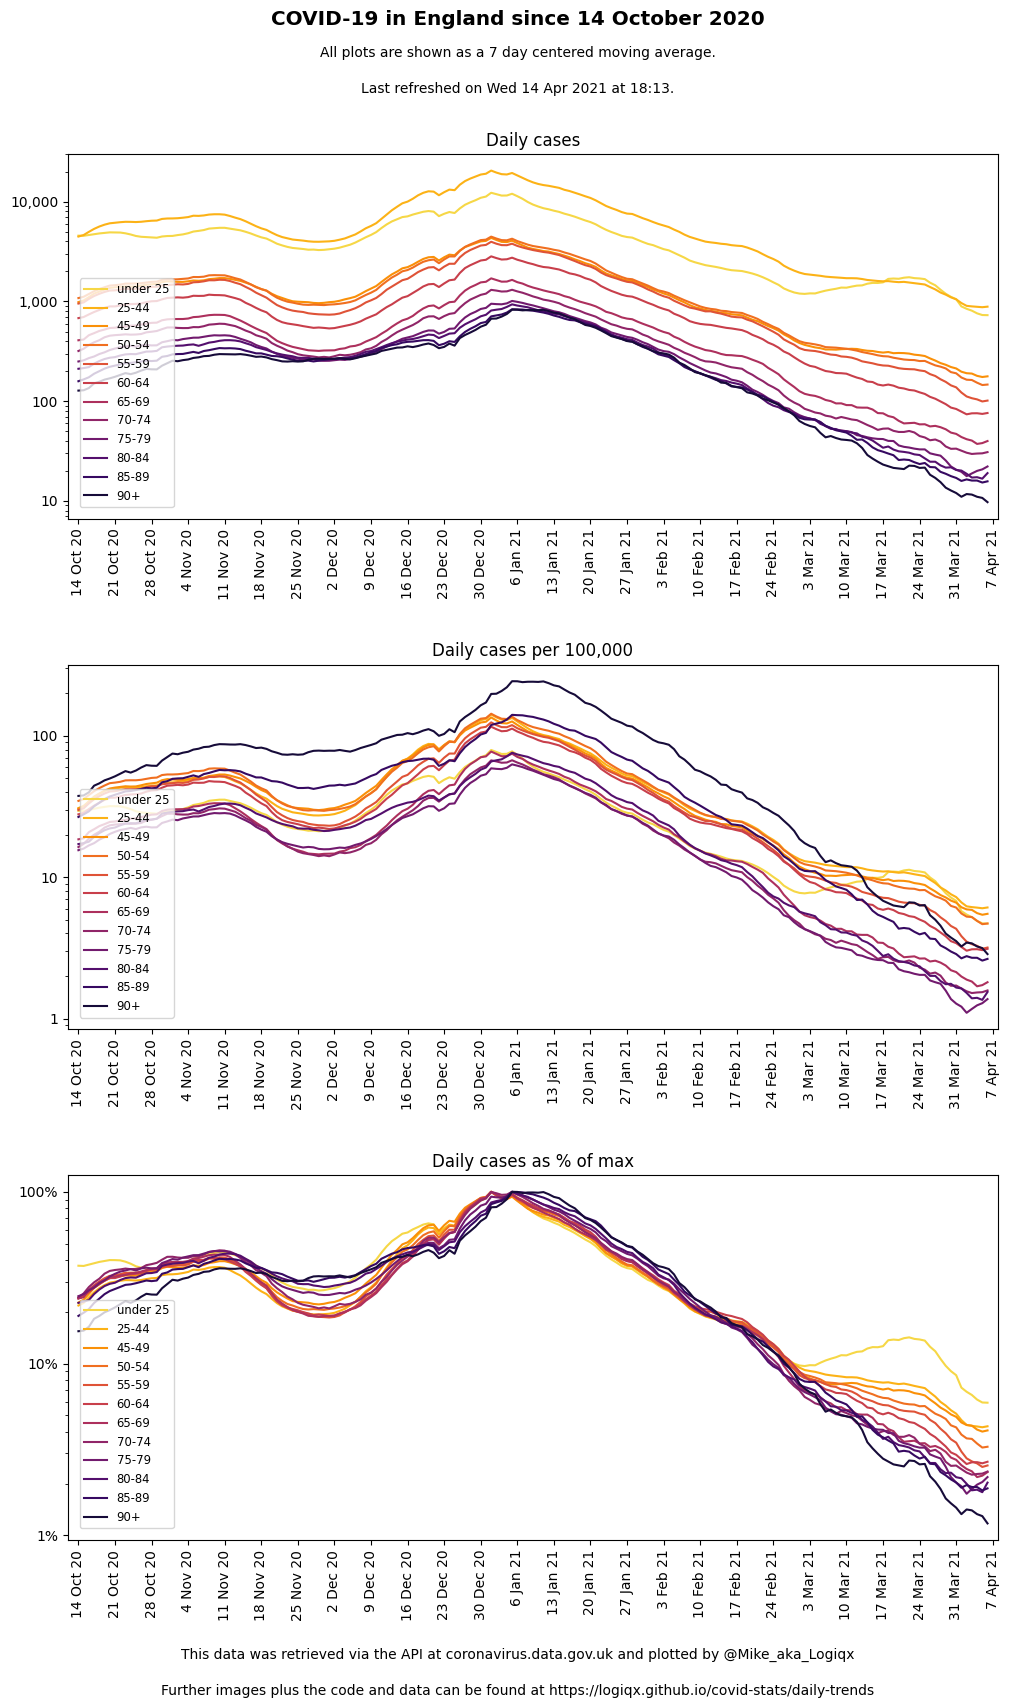 COVID-19 in England since 14 October 2020
All plots are shown as a 7 day centered moving average.
Last refreshed on Wed 14 Apr 2021 at 18:13.
Daily cases
10,000
1,000
100
10
under 25
25-44
45-49
50-54
55-59
60-64
65-69
70-74
75-79
80-84
85-89
90+
14 Oct 20
21 Oct 20
28 Oct 20
4 Nov 20
11 Nov 20
18 Nov 20
25 Nov 20
2 Dec 20
9 Dec 20
16 Dec 20
23 Dec 20
30 Dec 20
6 Jan 21
13 Jan 21
20 Jan 21
27 Jan 21
3 Feb 21
10 Feb 21
17 Feb 21
24 Feb 21
3 Mar 21
10 Mar 21
17 Mar 21
24 Mar 21
31 Mar 21
7 Apr 21
Daily cases per 100,000
100
10
1
under 25
25-44
45-49
50-54
55-59
60-64
65-69
70-74
75-79
80-84
85-89
90+
14 Oct 20
21 Oct 20
28 Oct 20
4 Nov 20
11 Nov 20
18 Nov 20
25 Nov 20
2 Dec 20
9 Dec 20
16 Dec 20
23 Dec 20
30 Dec 20
6 Jan 21
13 Jan 21
20 Jan 21
27 Jan 21
3 Feb 21
10 Feb 21
17 Feb 21
24 Feb 21
3 Mar 21
10 Mar 21
17 Mar 21
24 Mar 21
31 Mar 21
7 Apr 21
Daily cases as % of max
100%
10%
1%
under 25
25-44
45-49
50-54
55-59
60-64
65-69
70-74
75-79
80-84
85-89
90+
14 Oct 20
21 Oct 20
28 Oct 20
4 Nov 20
11 Nov 20
18 Nov 20
25 Nov 20
2 Dec 20
9 Dec 20
16 Dec 20
23 Dec 20
30 Dec 20
6 Jan 21
13 Jan 21
20 Jan 21
27 Jan 21
3 Feb 21
10 Feb 21
17 Feb 21
24 Feb 21
3 Mar 21
10 Mar 21
17 Mar 21
24 Mar 21
31 Mar 21
7 Apr 21
This data was retrieved via the API at coronavirus.data.gov.uk and plotted by @Mike_aka_Logiqx
Further images plus the code and data can be found at https://logiqx.github.io/covid-stats/daily-trends